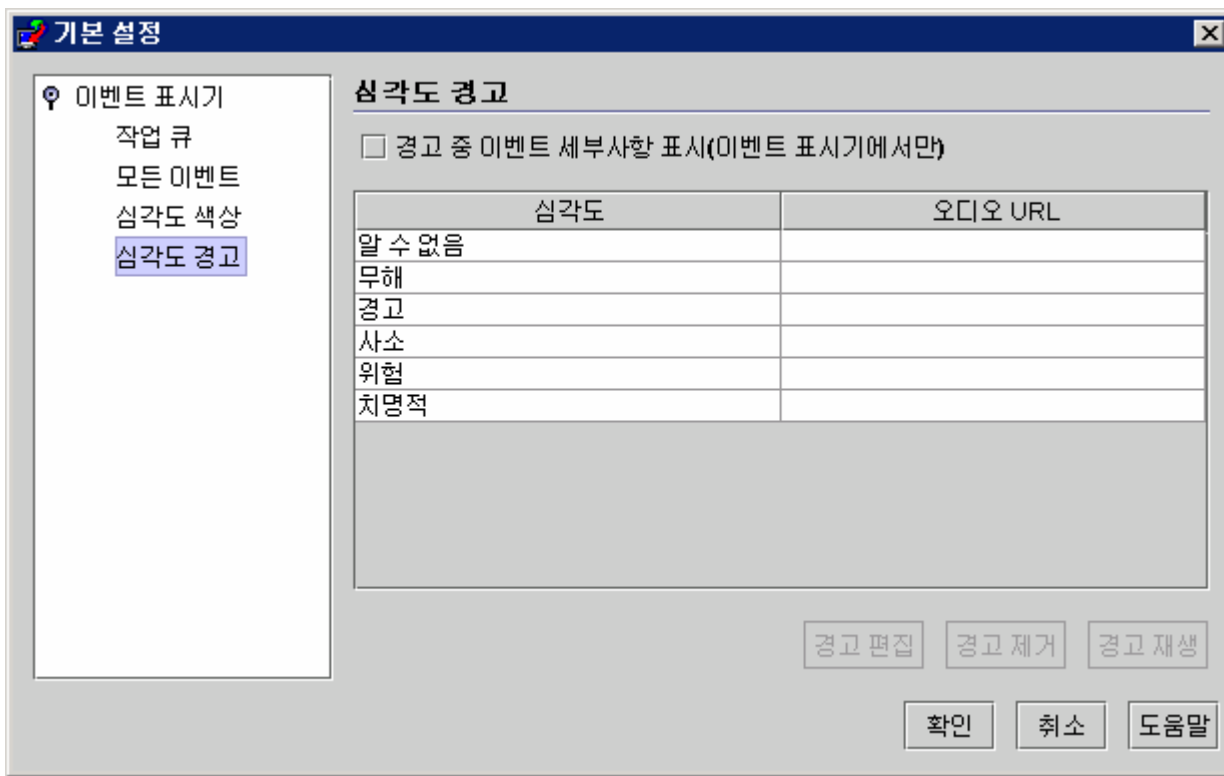 기본 설정
이벤트 표시기
작업 큐
모든 이벤트
심각도 색상
심각도 경고
심각도 경고
경고 중 이벤트 세부사항 표시(이벤트 표시기에서만)
심각도 오디오 URL
알 수 없음
무해
경고
사소
위험
치명적
경고 편집 경고 제거 경고 재생
확인 취소 도움말